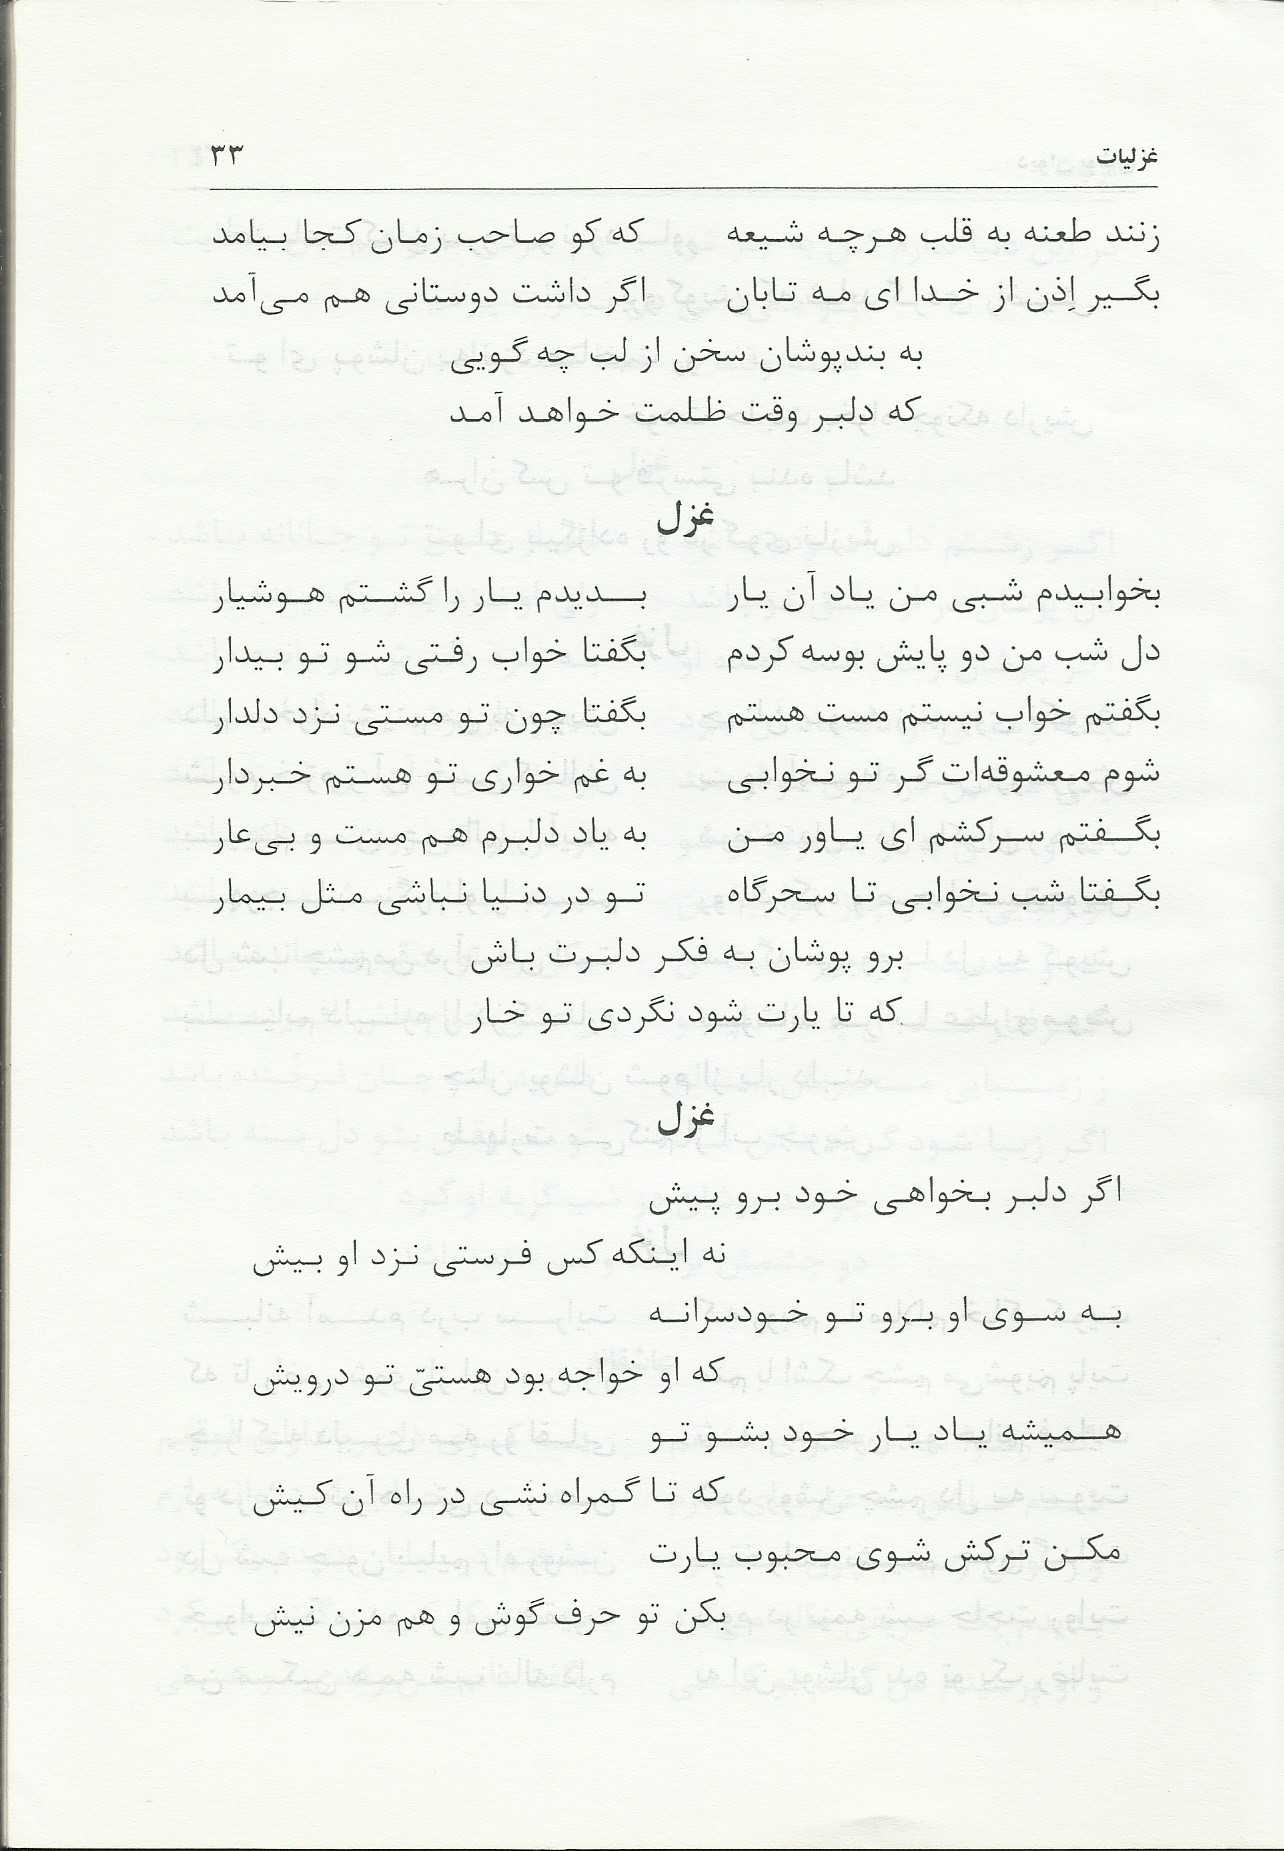 غزلیات ۳۳
زنند طعنه به قلب هرچه شیعه که کو صاحب زمان کجا بیامد
بگیر اِذن از خدا ای مه تابان اگر داشت دوستانی هم می‌آمد
به بندپوشان سخن از لب چه گویی
که دلبر وقت ظلمت خواهد آمد
غزل
بخوابیدم شبی من یاد آن یار بدیدم یار را گشتم هوشیار
دل شب من دو پایش بوسه کردم بگفتا خواب رفتی شو تو بیدار
بگفتم خواب نیستم مست هستم بگفتا چون تو مستی نزد دلدار
شوم معشوقه‌ات گر تو نخوابی به غم خواری تو هستم خبردار
بگفتم سرکشم ای یاور من به یاد دلبرم هم مست و بی‌عار
بگفتا شب نخوابی تا سحرگاه تو در دنیا نباشی مثل بیمار
برو پوشان به فکر دلبرت باش
که تا یارت شود نگردی تو خار
غزل
اگر دلبر بخواهی خود برو پیش
نه اینکه کس فرستی نزد او بیش
به سوی او برو تو خودسرانه
که او خواجه بود هستیّ تو درویش
همیشه یاد یار خود بشو تو
که تا گمراه نشی در راه آن کیش
مکن ترکش شوی محبوب یارت
بکن تو حرف گوش و هم مزن نیش